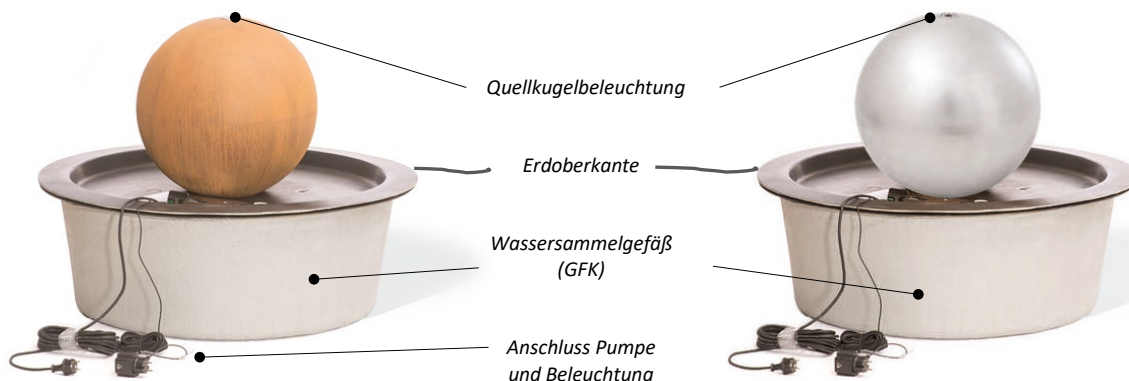 Quellkugelbeleuchtung
Erdoberkante
Wassersammelgefäß
(GFK)
Anschluss Pumpe
und Beleuchtung